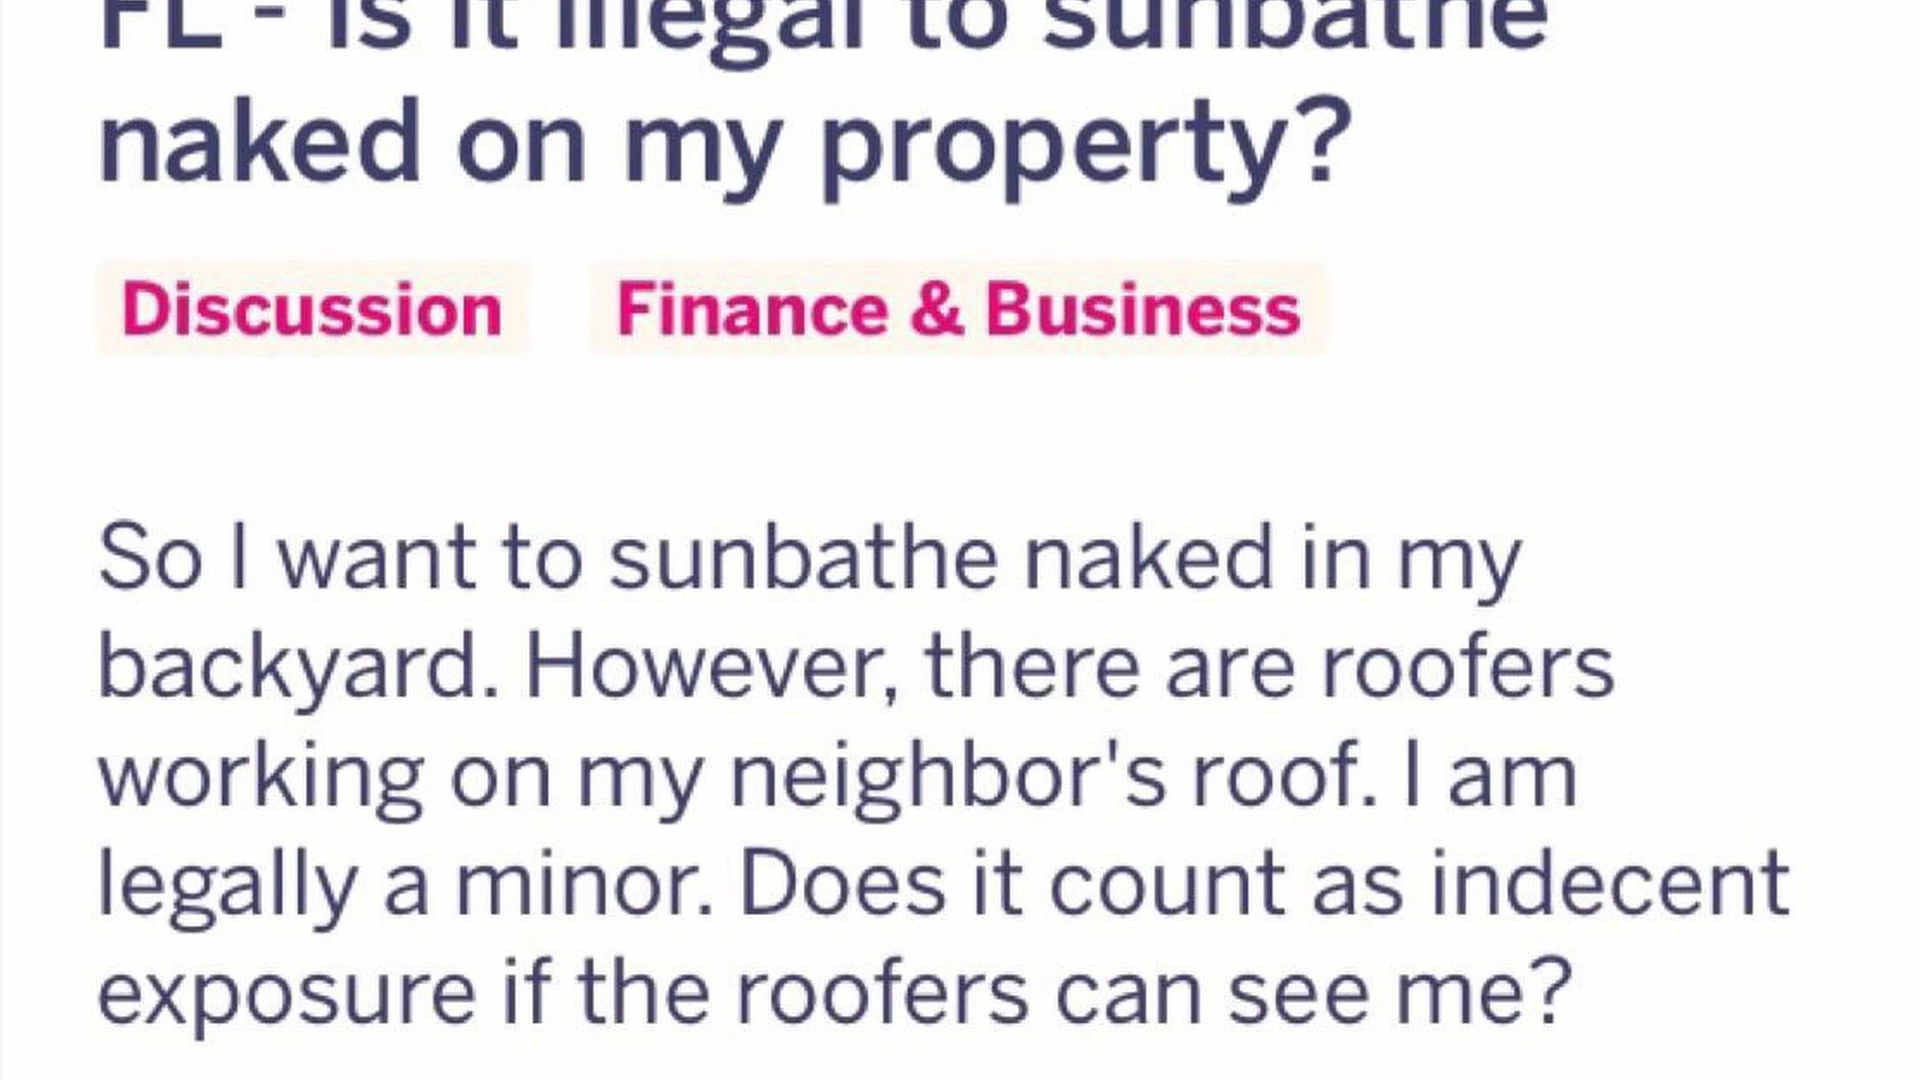 FL - Is it illegal to sunbathe
naked on my property?
Discussion Finance & Business
So I want to sunbathe naked in my
backyard. However, there are roofers
working on my neighbor's roof. I am
legally a minor. Does it count as indecent
exposure if the roofers can see me?